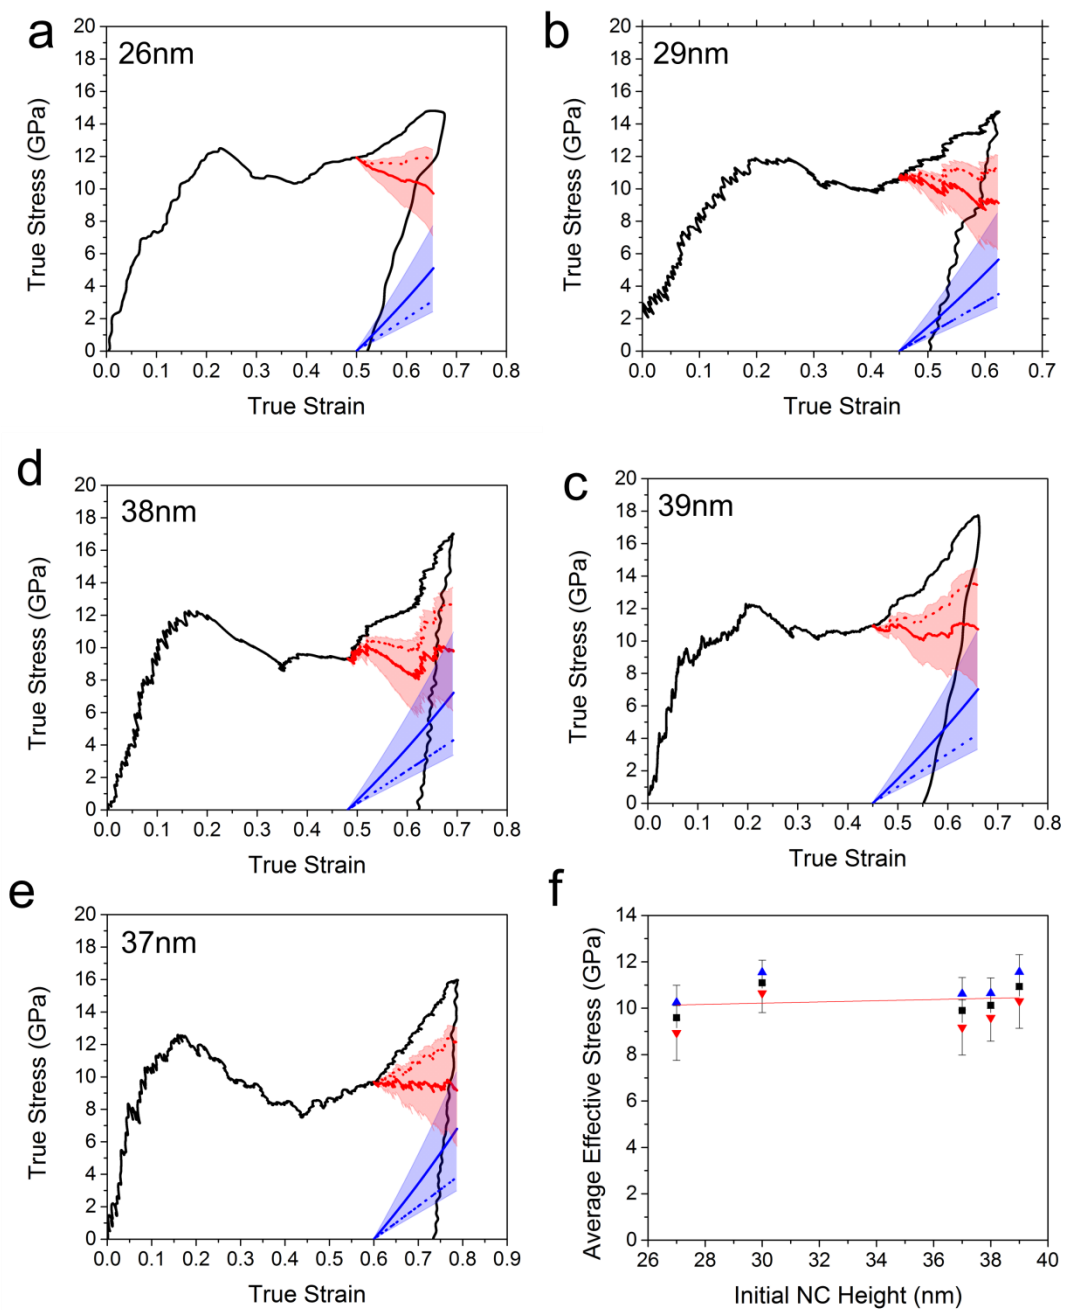 a
26nm
True Stress (GPa)
20
18
16
14
12
10
8
6
4
2
0
0.0 0.1 0.2 0.3 0.4 0.5 0.6 0.7 0.8
True Strain
b
29nm
True Stress (GPa)
20
18
16
14
12
10
8
6
4
2
0
0.0 0.1 0.2 0.3 0.4 0.5 0.6 0.7
True Strain
d
38nm
True Stress (GPa)
20
18
16
14
12
10
8
6
4
2
0
0.0 0.1 0.2 0.3 0.4 0.5 0.6 0.7 0.8
True Strain
c
39nm
True Stress (GPa)
20
18
16
14
12
10
8
6
4
2
0
0.0 0.1 0.2 0.3 0.4 0.5 0.6 0.7 0.8
True Strain
e
37nm
True Stress (GPa)
20
18
16
14
12
10
8
6
4
2
0
0.0 0.1 0.2 0.3 0.4 0.5 0.6 0.7 0.8 0.9
True Strain
f
Average Effective Stress (GPa)
14
12
10
8
6
4
2
0
26 28 30 32 34 36 38 40
Initial NC Height (nm)